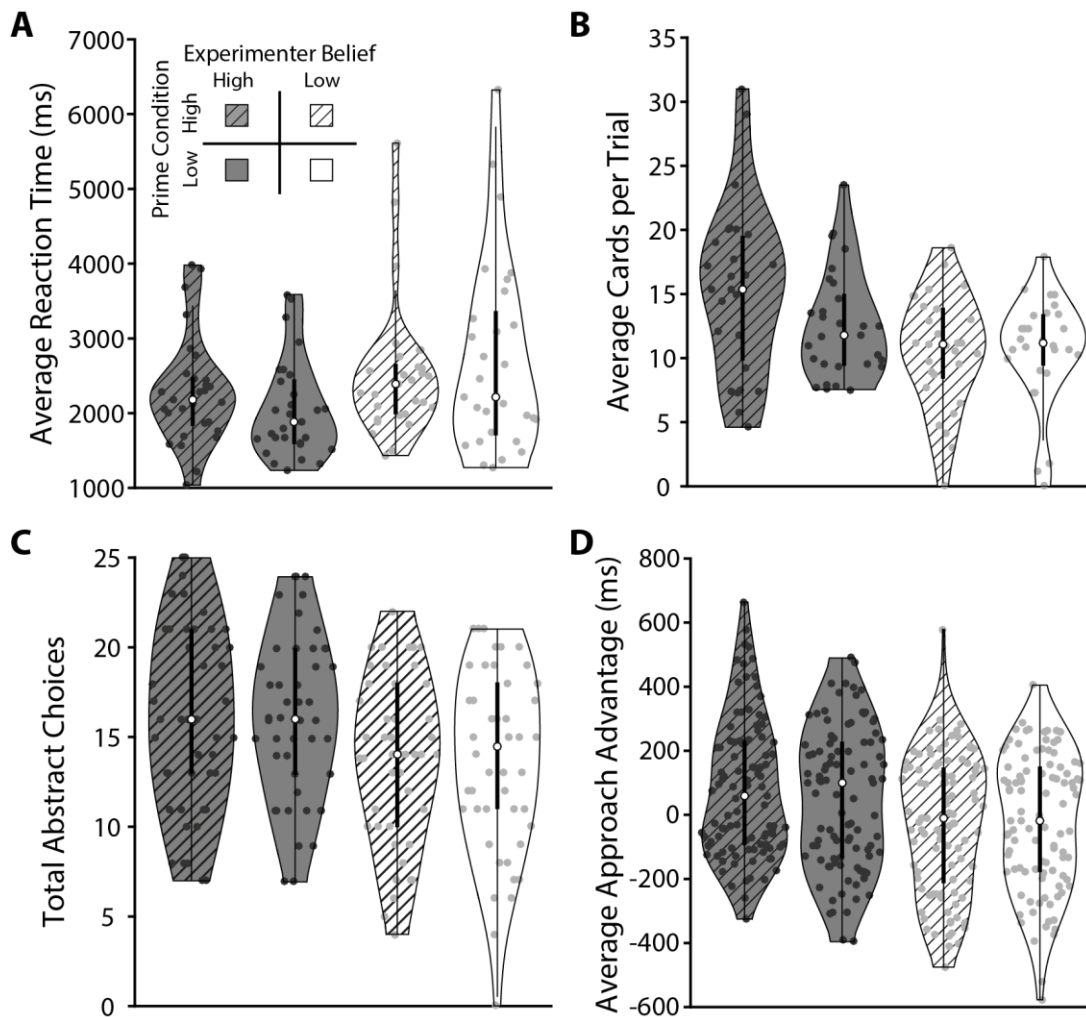 A
Average Reaction Time (ms)
7000
6000
5000
4000
3000
2000
1000
Experimenter Belief
High Low
Prime Condition
High
Low
B
Average Cards per Trial
35
30
25
20
15
10
5
0
C
Total Abstract Choices
25
20
15
10
5
0
D
Average Approach Advantage (ms)
800
600
400
200
0
-200
-400
-600